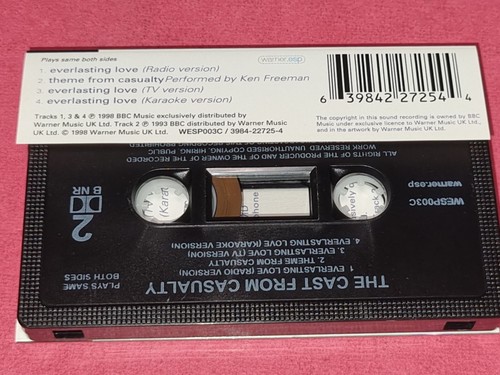 Plays same both sides
1. everlasting love (Radio version)
2. theme from casualty Performed by Ken Freeman
3. everlasting love (TV version)
4. everlasting love (Karaoke version)
Tracks 1, 3 & 4 ℗ 1998 BBC Music exclusively distributed by
Warner Music UK Ltd. Track 2 ℗ 1993 BBC distributed by Warner Music
UK Ltd. © 1998 Warner Music UK Ltd. WESP003C / 3984-22725-4
warner.esp
6 39842 27254 4
The copyright in this sound recording is owned by BBC
Music under exclusive licence to Warner Music UK Ltd.,
and in the artwork by Warner Music UK Ltd.
THE CAST FROM CASUALTY
1 EVERLASTING LOVE (RADIO VERSION)
2. THEME FROM CASUALTY
3. EVERLASTING LOVE (TV VERSION)
4. EVERLASTING LOVE (KARAOKE VERSION)
PLAYS SAME
BOTH SIDES
2
B NR
WESP003C
warner.esp
ALL RIGHTS OF THE PRODUCER AND OF THE OWNER OF THE RECORDED
WORK RESERVED UNAUTHORISED COPYING HIRING
(Karat